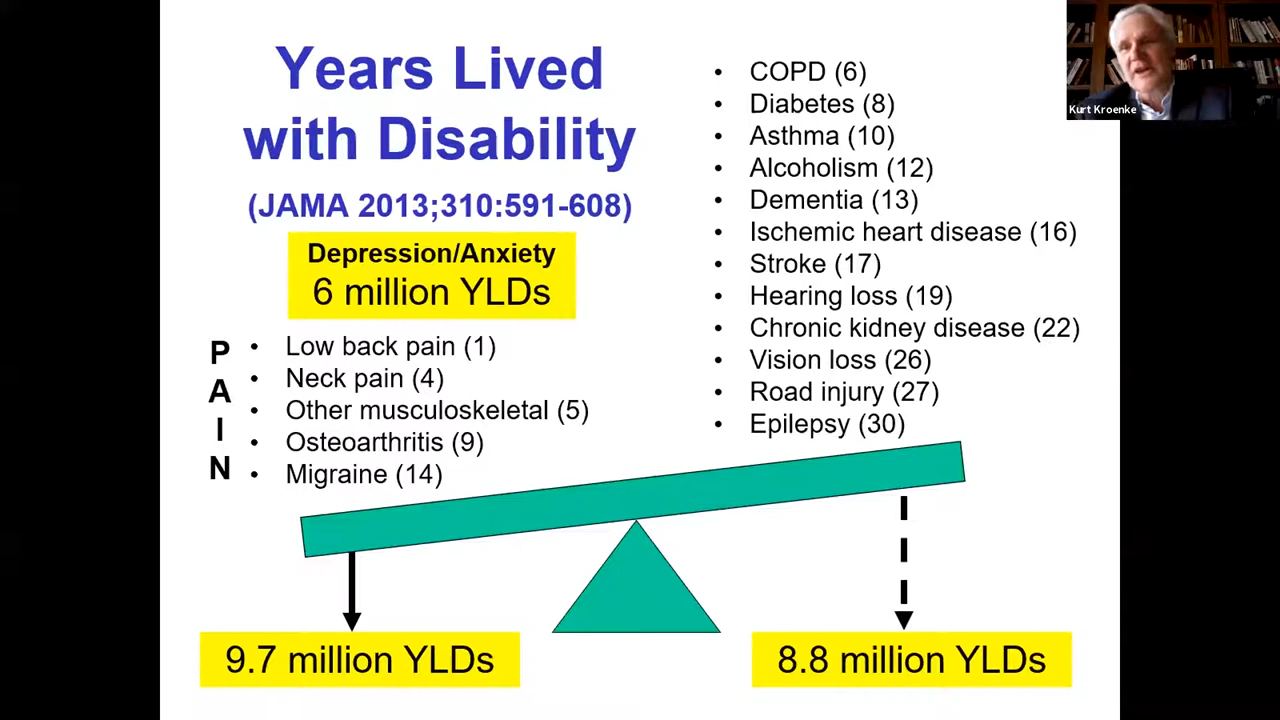 Years Lived
with Disability
(JAMA 2013;310:591-608)
Depression/Anxiety
6 million YLDs
P
A
I
N
• Low back pain (1)
• Neck pain (4)
• Other musculoskeletal (5)
• Osteoarthritis (9)
• Migraine (14)
9.7 million YLDs
• COPD (6)
• Diabetes (8)
• Asthma (10)
• Alcoholism (12)
• Dementia (13)
• Ischemic heart disease (16)
• Stroke (17)
• Hearing loss (19)
• Chronic kidney disease (22)
• Vision loss (26)
• Road injury (27)
• Epilepsy (30)
8.8 million YLDs
Kurt Kroenke